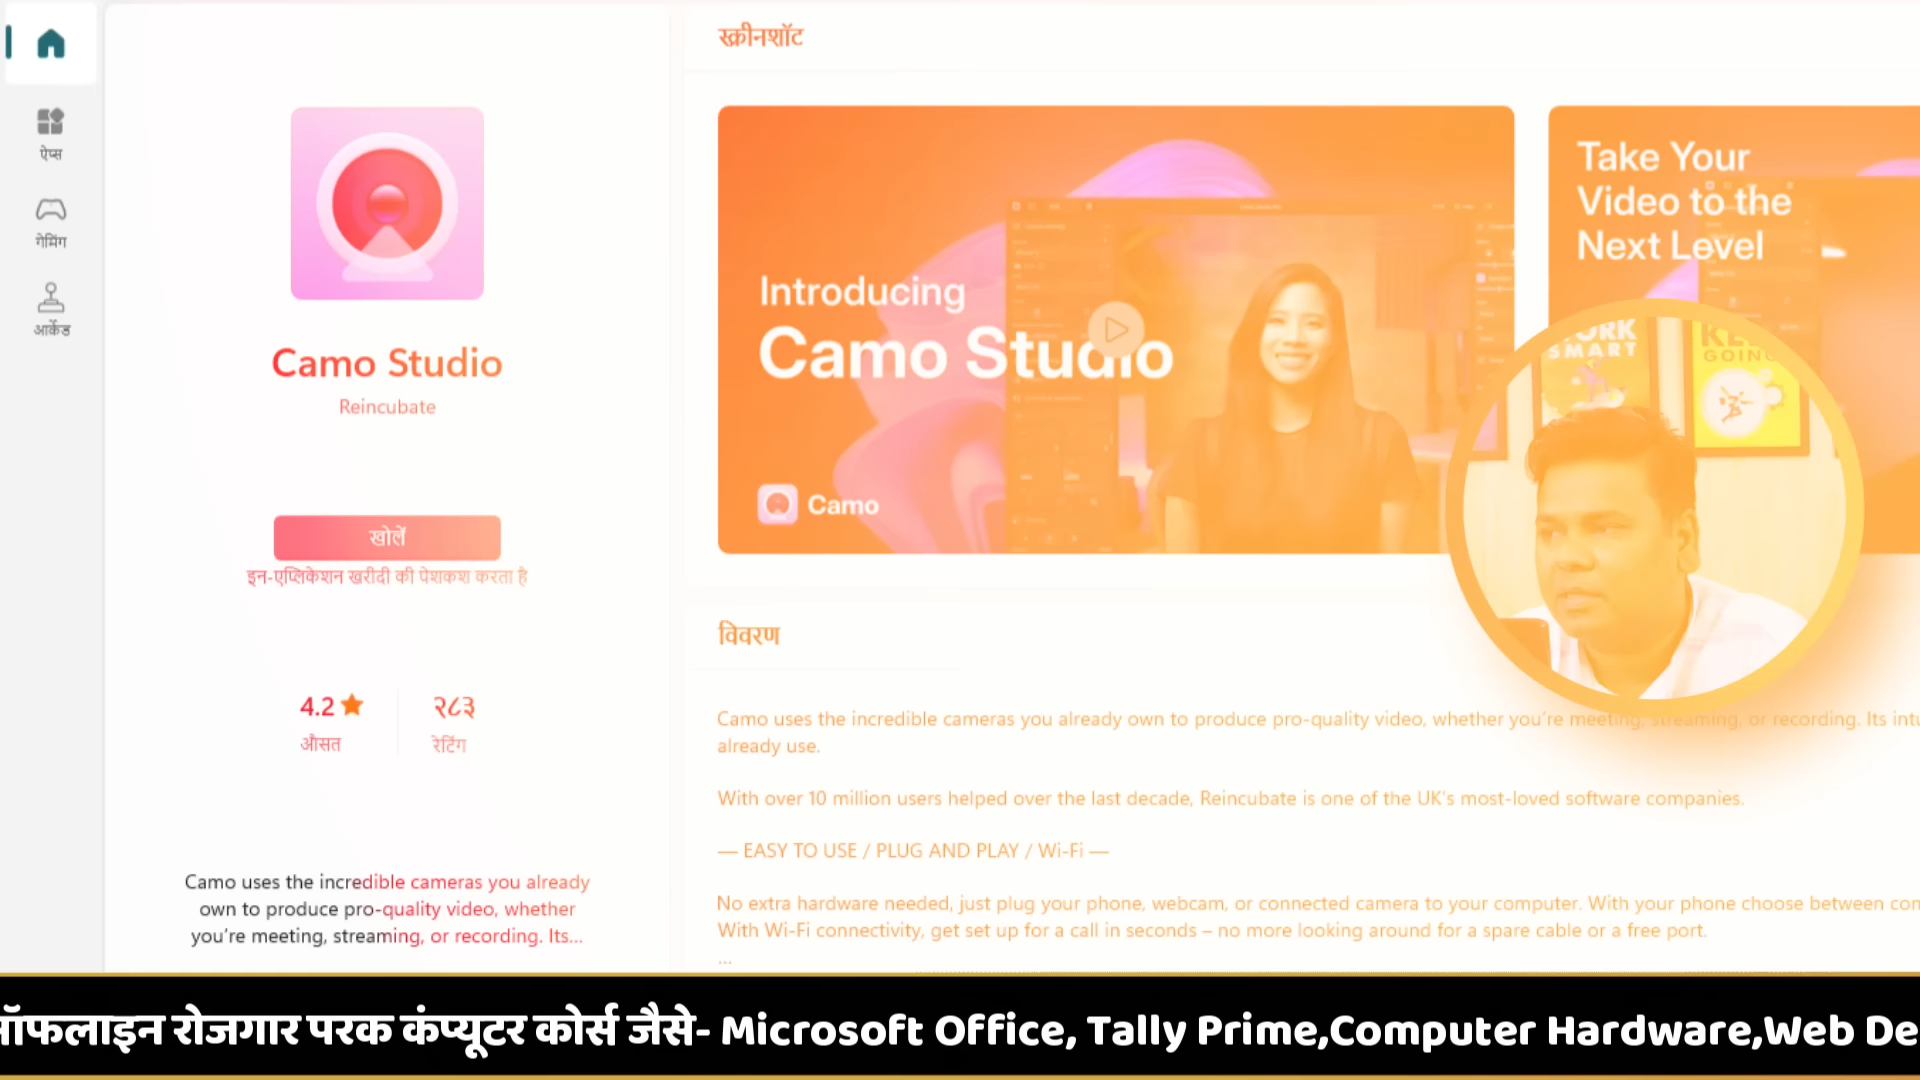 ऐप्स
गेमिंग
आर्केड
Camo Studio
Reincubate
खोलें
इन-एप्लिकेशन खरीदी की पेशकश करता है
4.2
औसत
२८३
रेटिंग
Camo uses the incredible cameras you already
own to produce pro-quality video, whether
you're meeting, streaming, or recording. Its...
स्क्रीनशॉट
Introducing
Camo Studio
Camo
Take Your
Video to the
Next Level
SMART
GOING
विवरण
Camo uses the incredible cameras you already own to produce pro-quality video, whether you're meeting, streaming, or recording. Its
already use.
With over 10 million users helped over the last decade, Reincubate is one of the UK's most-loved software companies.
— EASY TO USE / PLUG AND PLAY / Wi-Fi —
No extra hardware needed, just plug your phone, webcam, or connected camera to your computer. With your phone choose between
With Wi-Fi connectivity, get set up for a call in seconds – no more looking around for a spare cable or a free port.
...
रोजगार परक कंप्यूटर कोर्स जैसे- Microsoft Office, Tally Prime,Computer Hardware,Web De